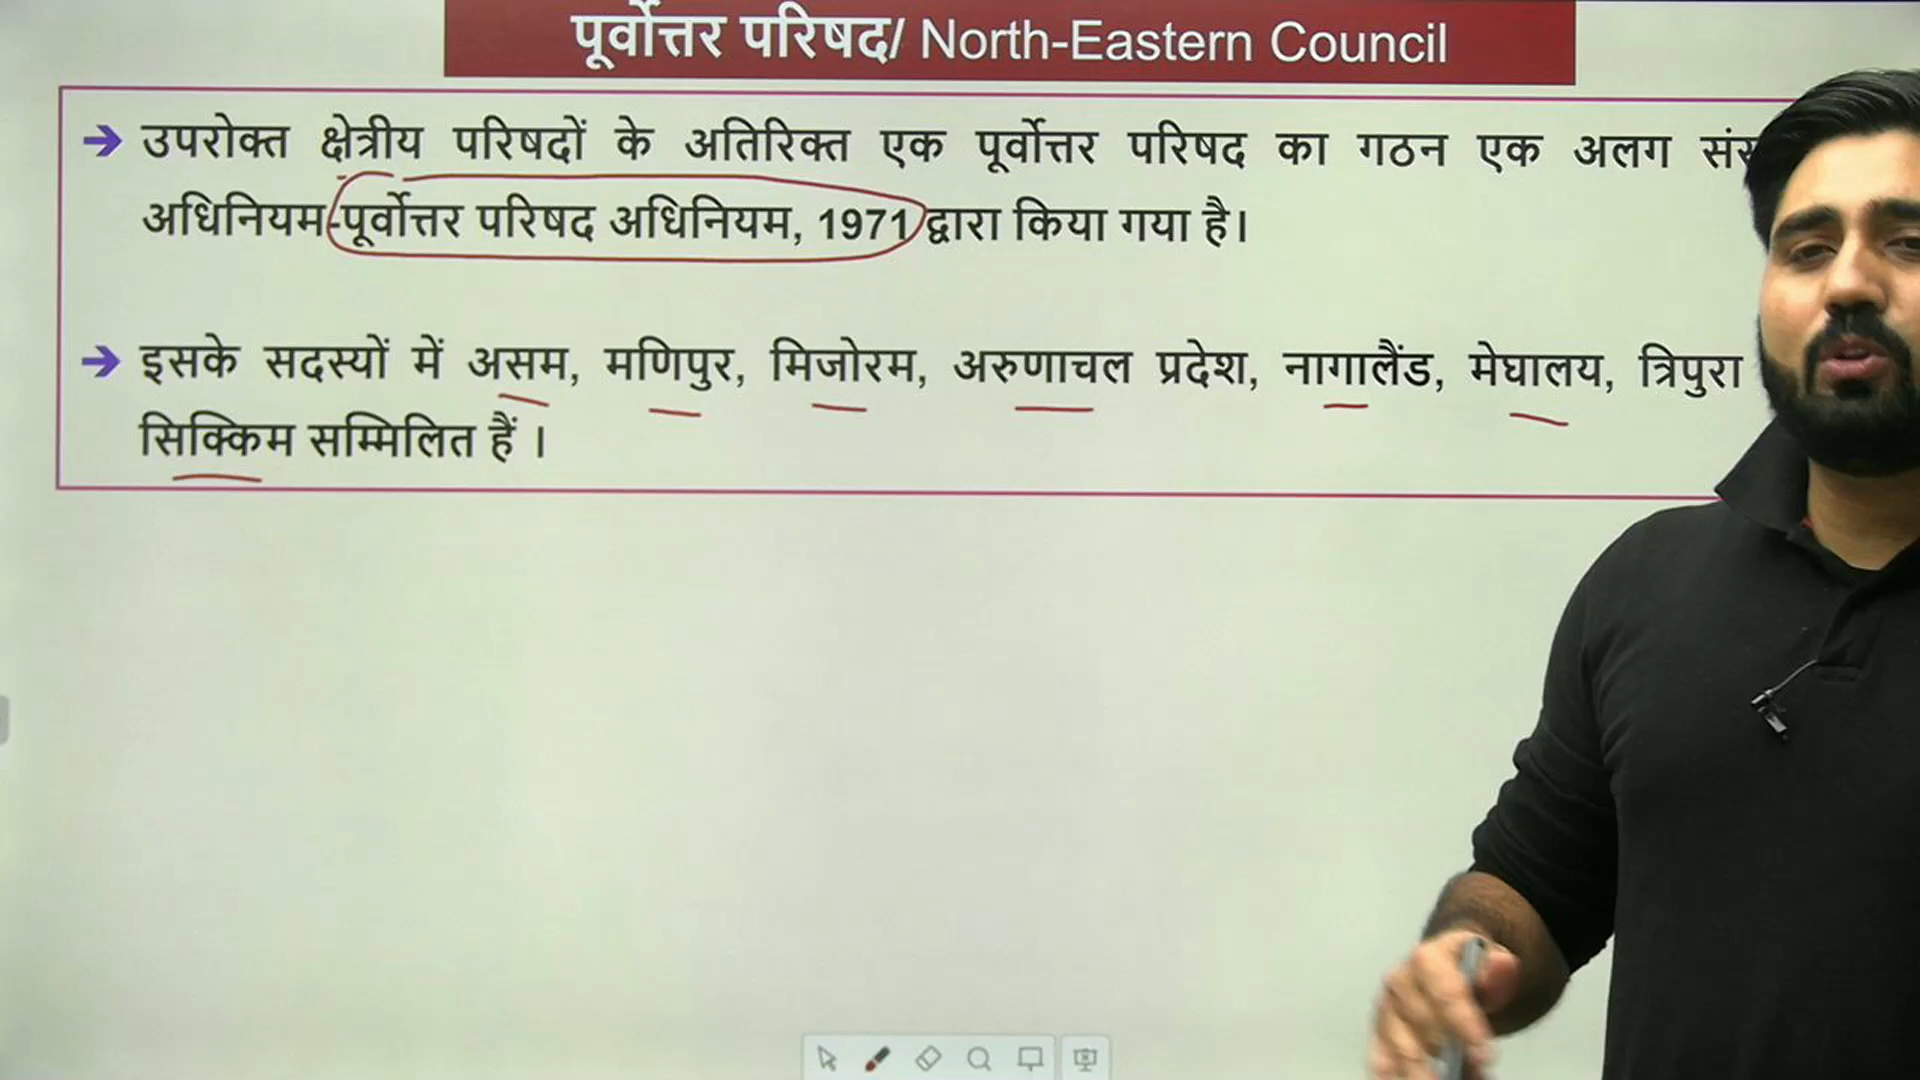 पूर्वोत्तर परिषद/ North-Eastern Council
➔ उपरोक्त क्षेत्रीय परिषदों के अतिरिक्त एक पूर्वोत्तर परिषद का गठन एक अलग
अधिनियम-पूर्वोत्तर परिषद अधिनियम, 1971 द्वारा किया गया है।
➔ इसके सदस्यों में असम, मणिपुर, मिजोरम, अरुणाचल प्रदेश, नागालैंड, मेघालय, त्रिपुरा
सिक्किम सम्मिलित हैं ।